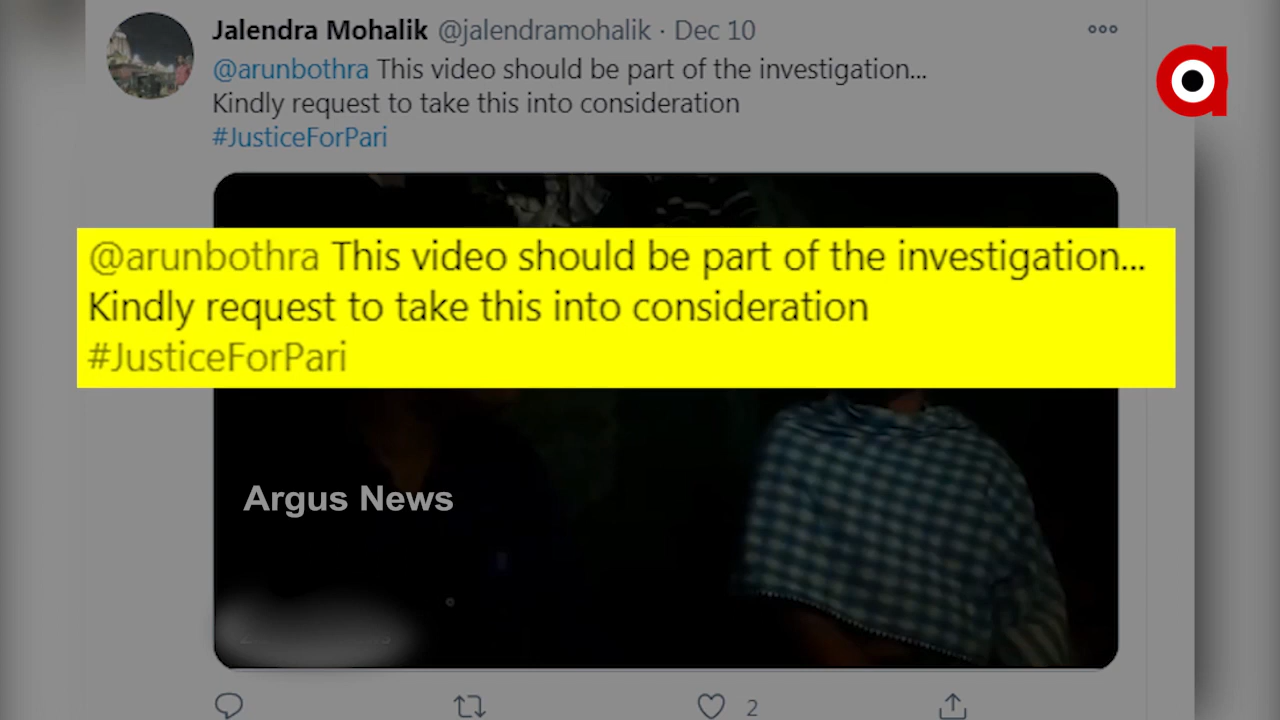 Jalendra Mohalik @jalendramohalik · Dec 10
@arunbothra This video should be part of the investigation...
Kindly request to take this into consideration
#JusticeForPari
@arunbothra This video should be part of the investigation...
Kindly request to take this into consideration
#JusticeForPari
Argus News
2